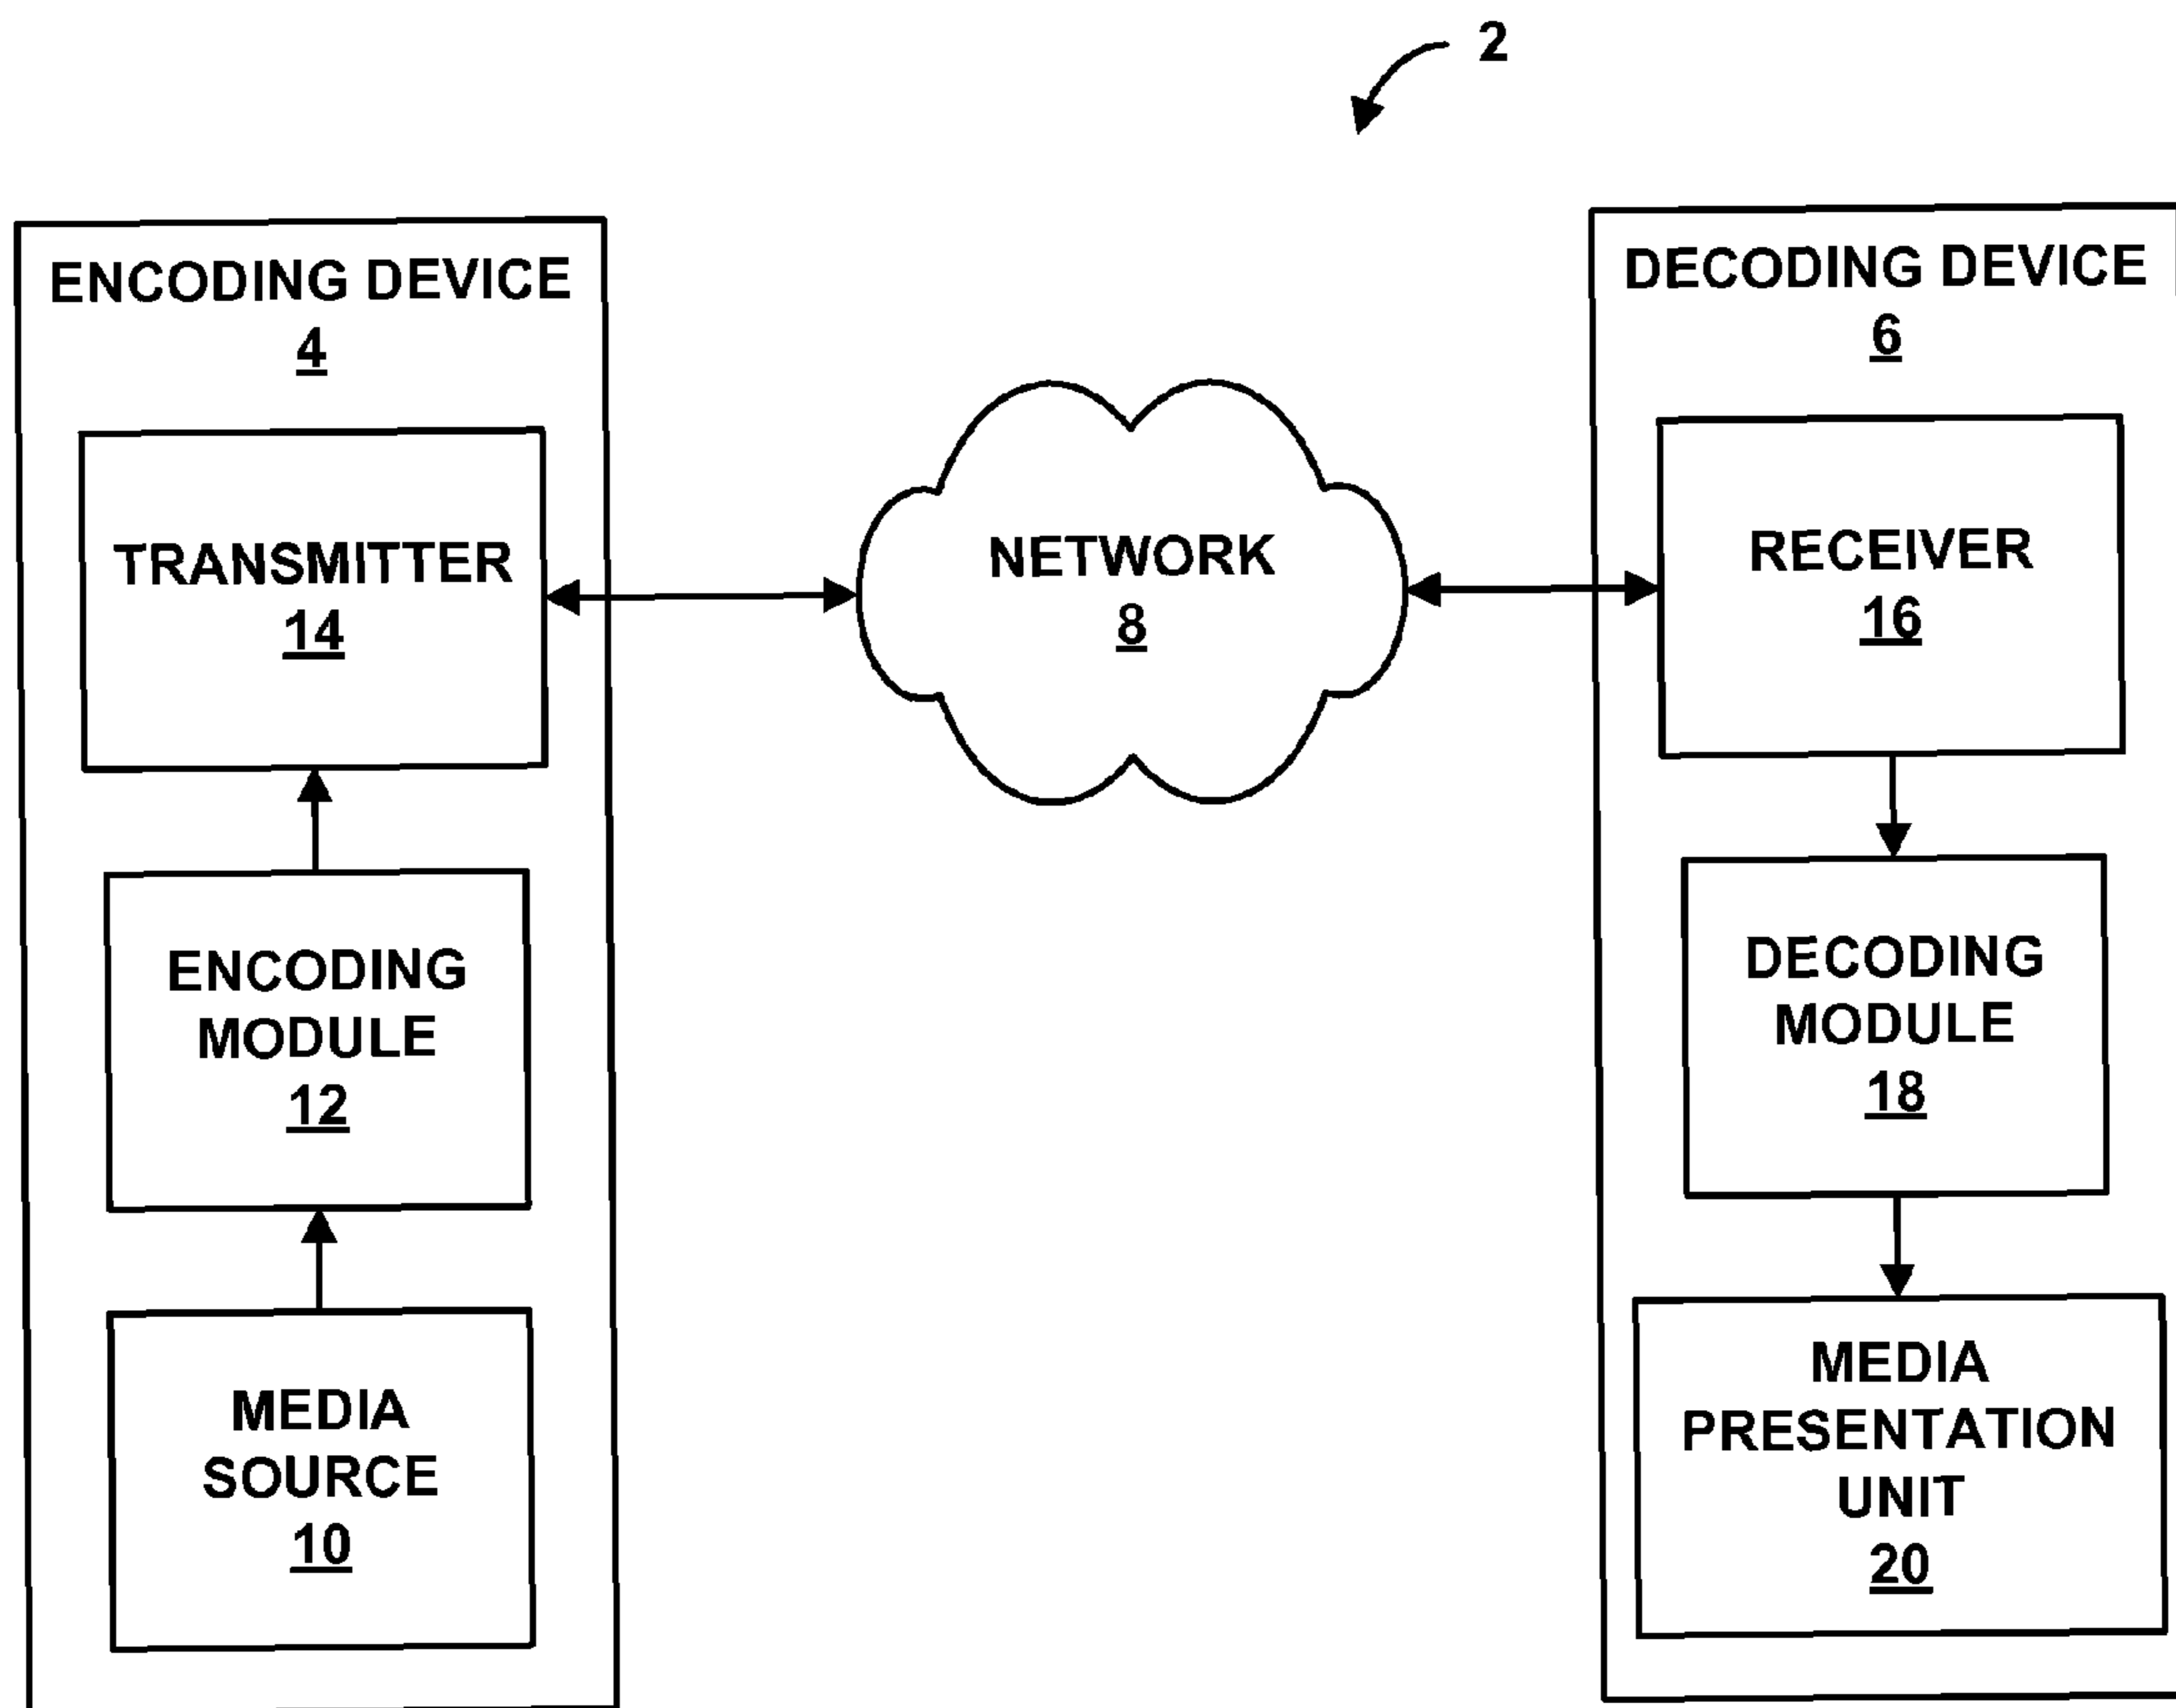 2
ENCODING DEVICE
4
TRANSMITTER
14
ENCODING
MODULE
12
MEDIA
SOURCE
10
NETWORK
8
DECODING DEVICE
6
RECEIVER
16
DECODING
MODULE
18
MEDIA
PRESENTATION
UNIT
20